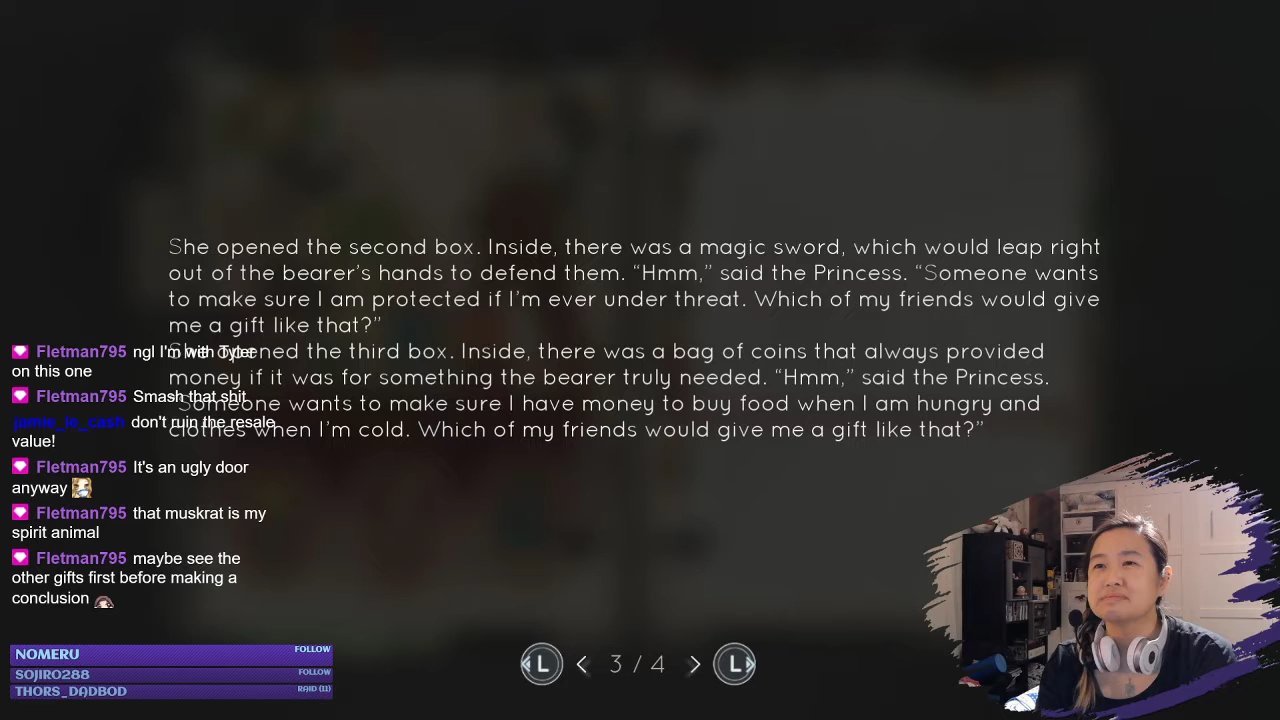 She opened the second box. Inside, there was a magic sword, which would leap right
out of the bearer's hands to defend them. “Hmm,” said the Princess. “Someone wants
to make sure I am protected if I'm ever under threat. Which of my friends would give
me a gift like that?”
She opened the third box. Inside, there was a bag of coins that always provided
money if it was for something the bearer truly needed. “Hmm,” said the Princess.
“Someone wants to make sure I have money to buy food when I am hungry and
clothes when I'm cold. Which of my friends would give me a gift like that?”
Fletman795 ngl I'm with Tyler
on this one
Fletman795 Smash that shit
jamie_le_cash don't ruin the resale
value!
Fletman795 It's an ugly door
anyway
Fletman795 that muskrat is my
spirit animal
Fletman795 maybe see the
other gifts first before making a
conclusion
NOMERU FOLLOW
SOJIRO288 FOLLOW
THORS_DADBOD RAID (11)
L < 3 / 4 > L